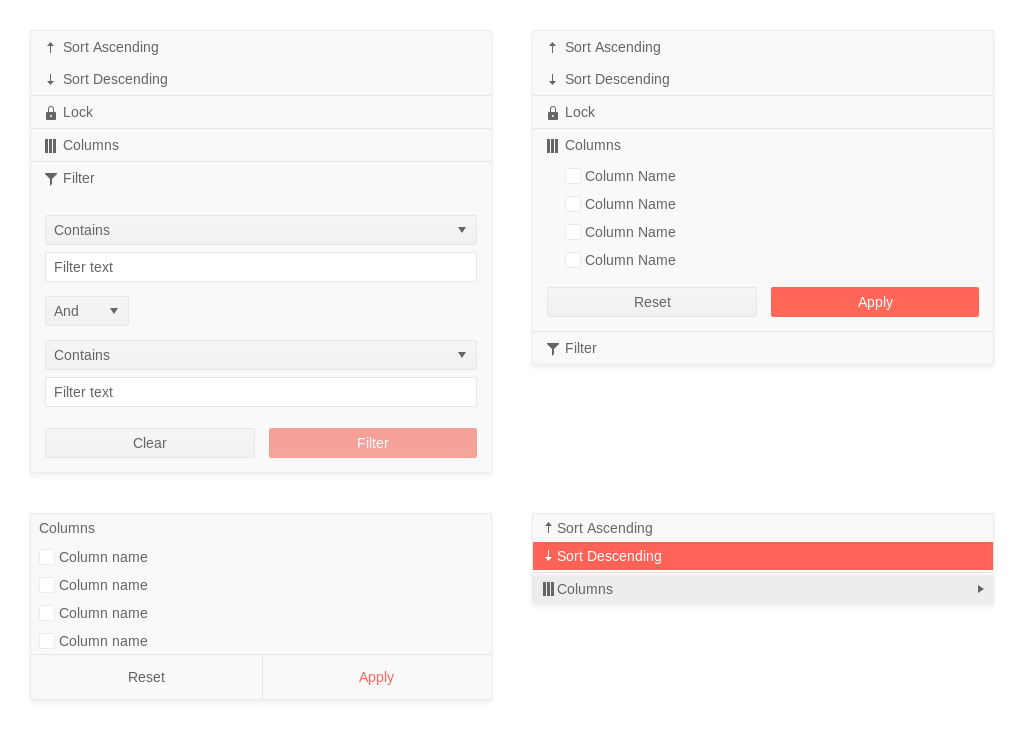 Sort Ascending
Sort Descending
Lock
Columns
Filter
Contains
Filter text
And
Contains
Filter text
Clear Filter
Sort Ascending
Sort Descending
Lock
Columns
Column Name
Column Name
Column Name
Column Name
Reset Apply
Filter
Columns
Column name
Column name
Column name
Column name
Reset Apply
Sort Ascending
Sort Descending
Columns